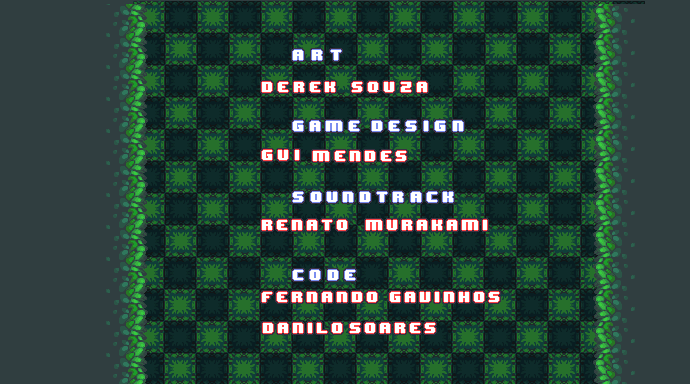 ART
DEREK SOUZA
GAME DESIGN
GUI MENDES
SOUNDTRACK
RENATO MURAKAMI
CODE
FERNANDO GAVINHOS
DANILO SOARES